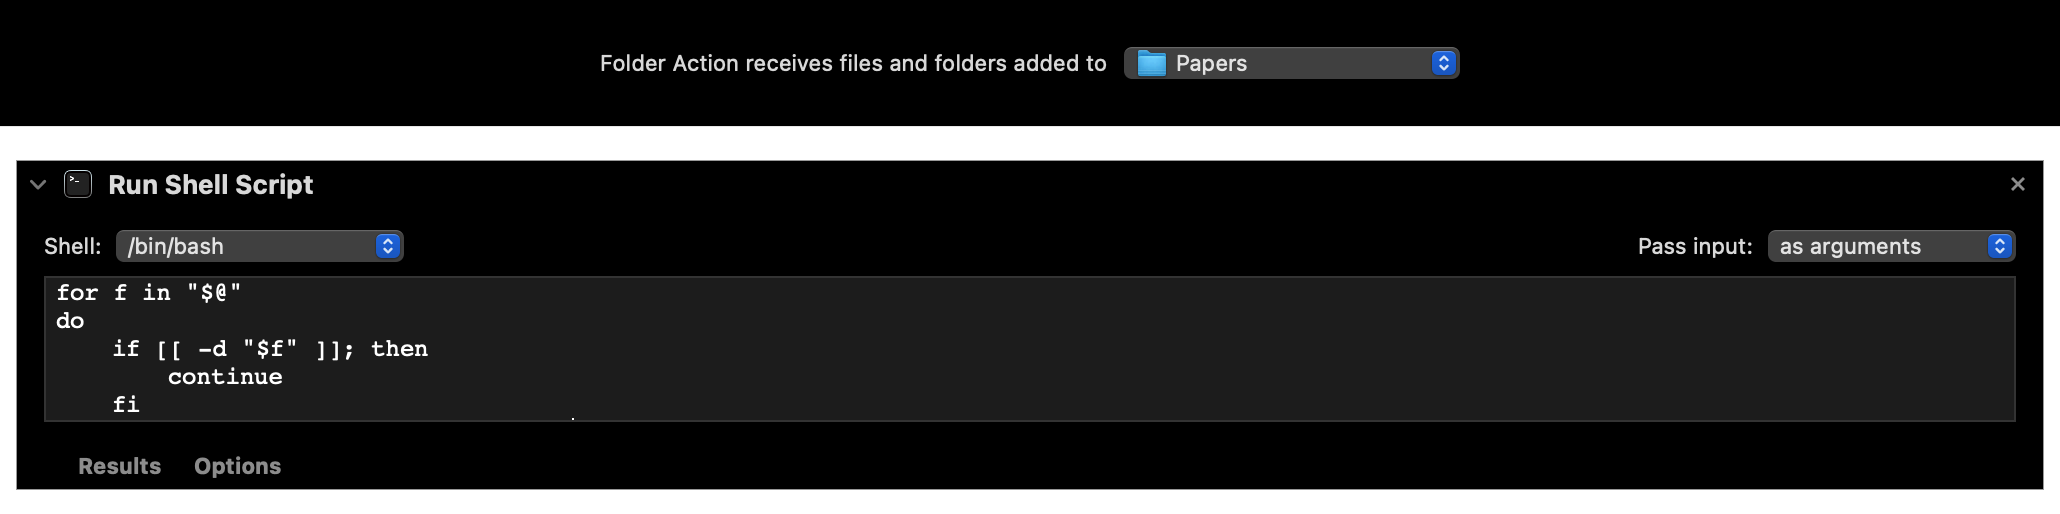 Folder Action receives files and folders added to Papers
Run Shell Script
Shell: /bin/bash Pass input: as arguments
for f in "$@"
do
    if [[ -d "$f" ]]; then
        continue
    fi
Results Options